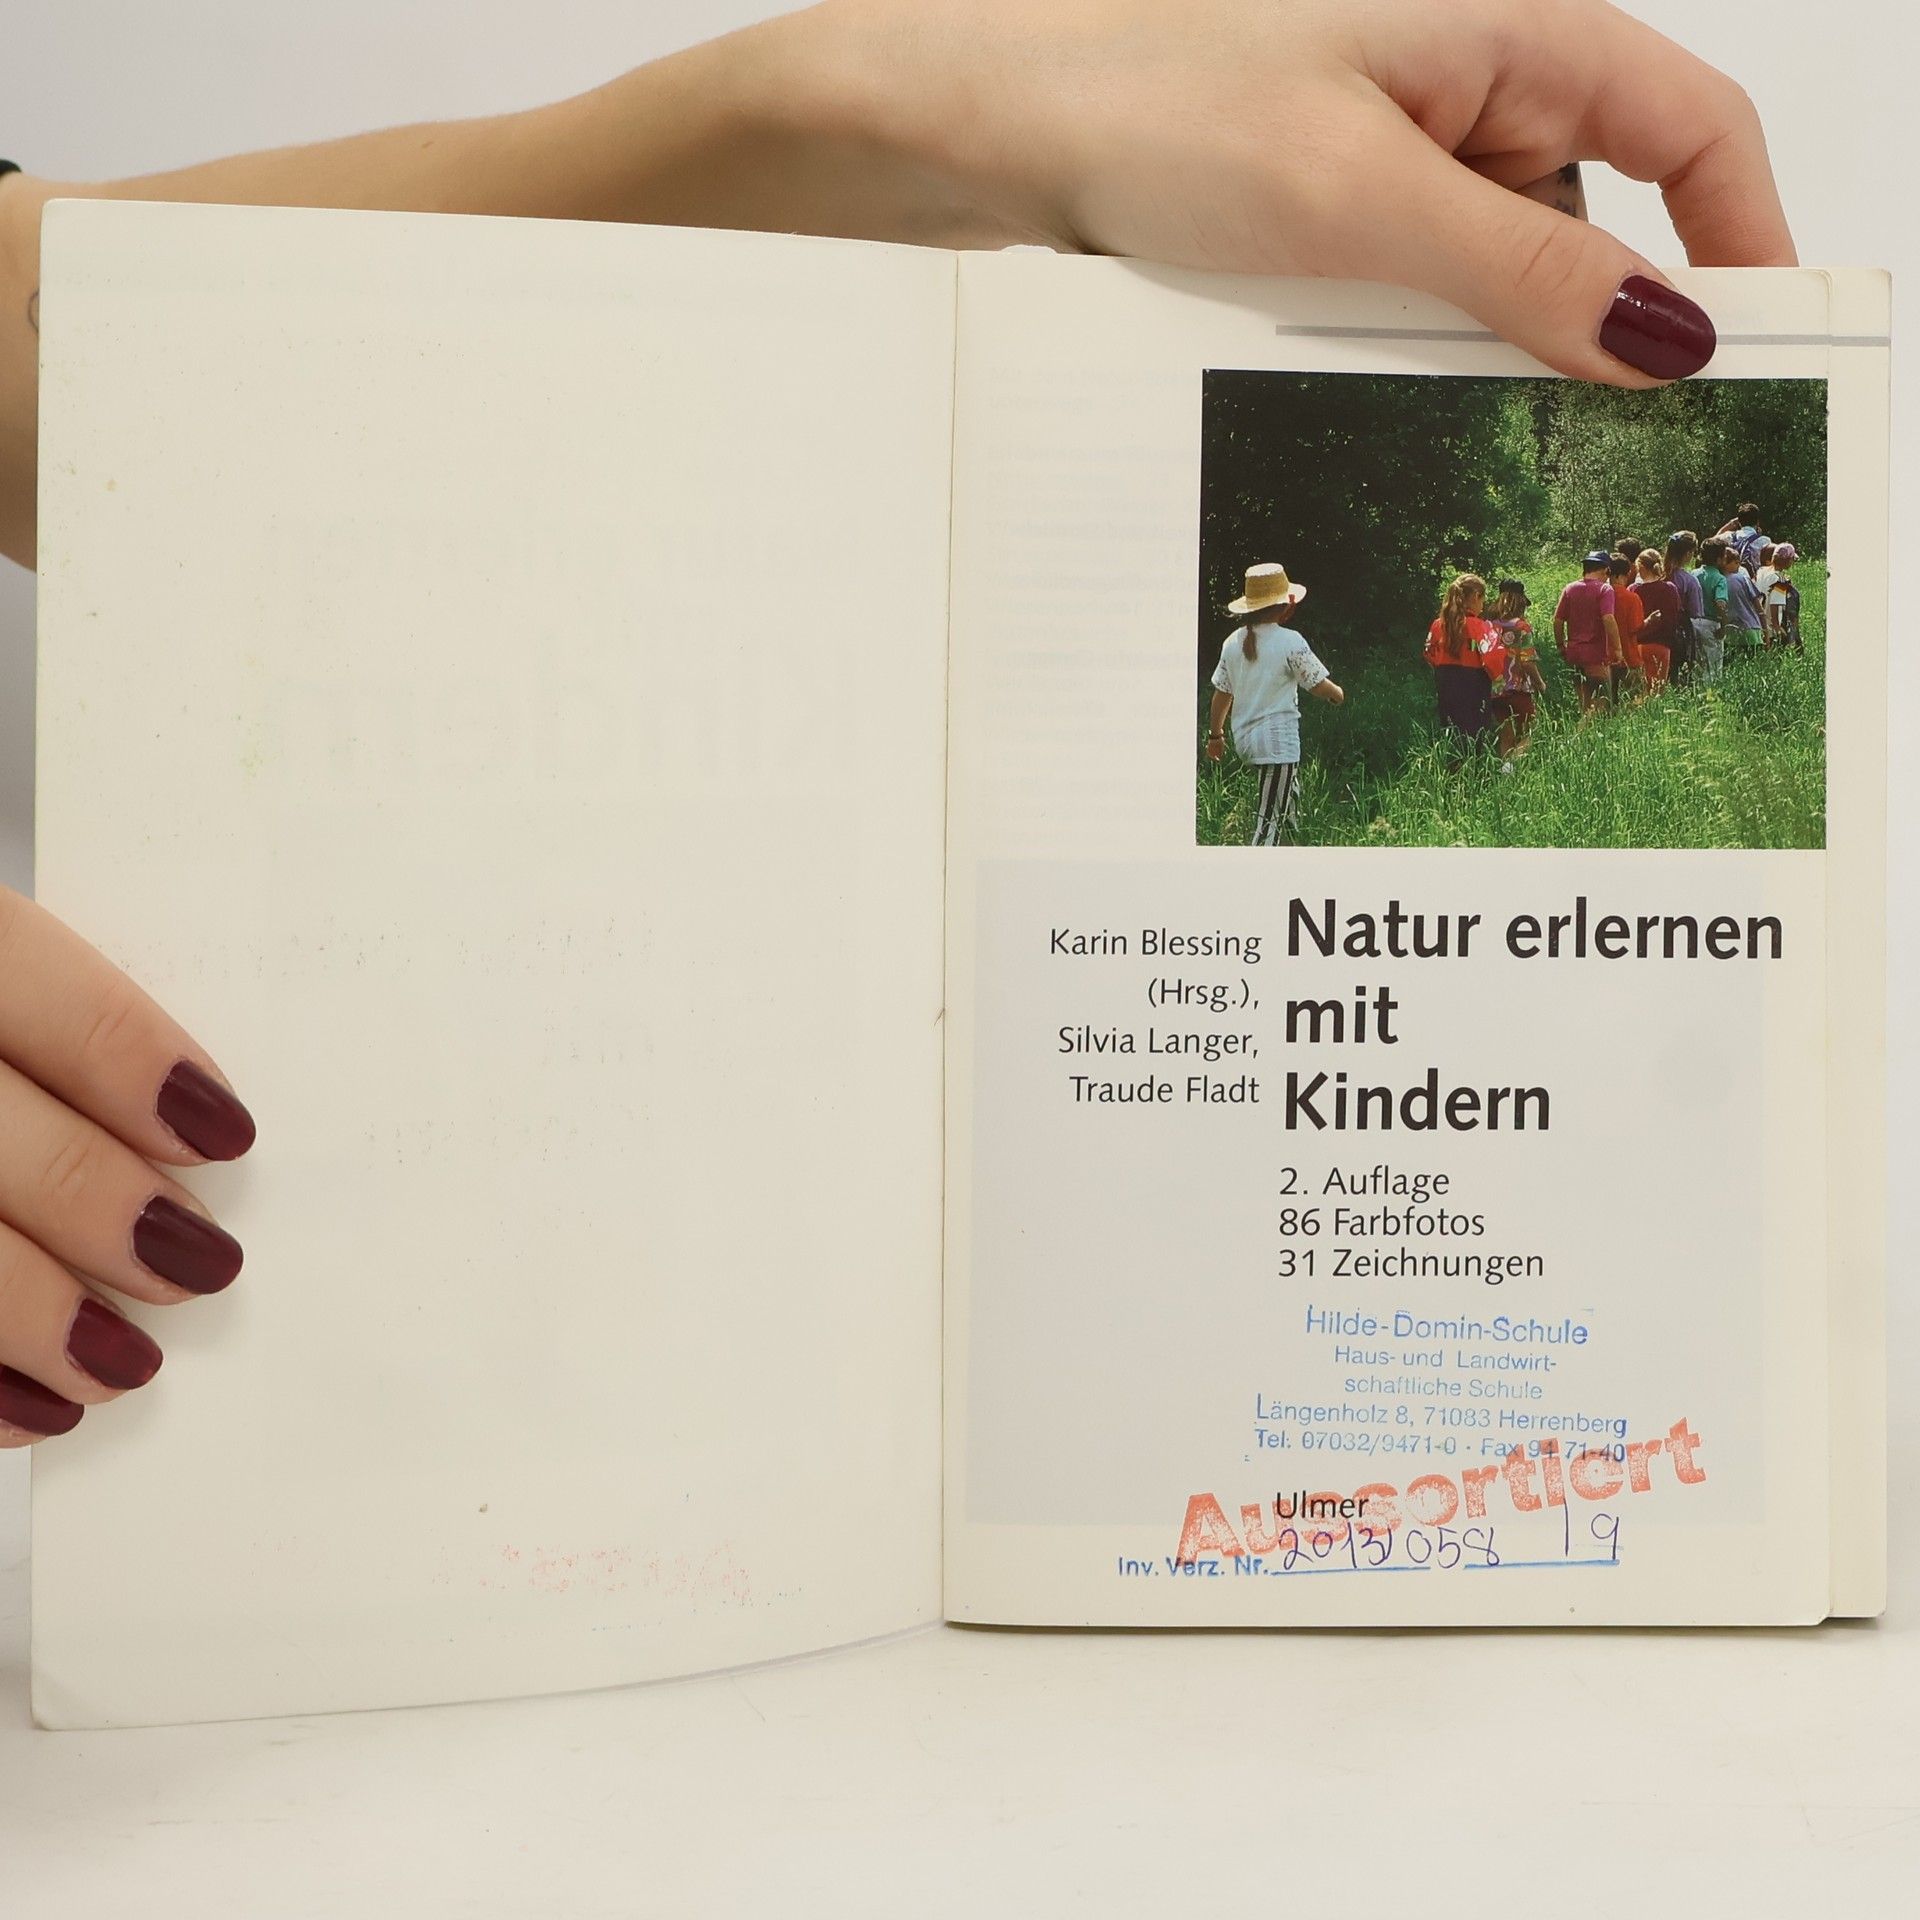 Karin Blessing
(Hrsg.),
Silvia Langer,
Traude Fladt
Natur erlernen
mit
Kindern
2. Auflage
86 Farbfotos
31 Zeichnungen
Hilde-Domin-Schule
Haus- und Landwirt-
schaftliche Schule
Längenholz 8, 71083 Herrenberg
Tel: 07032/9471-0 · Fax 94 71-40
Aussortiert
Ulmer
Inv. Verz. Nr. 2013/058 19